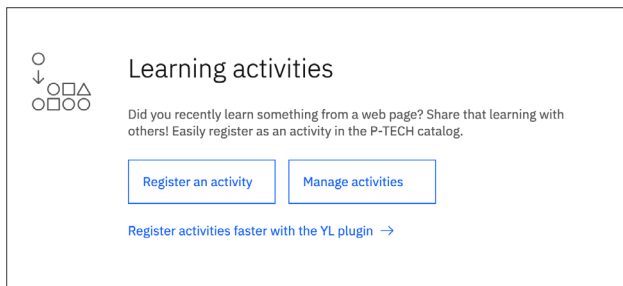 Learning activities
Did you recently learn something from a web page? Share that learning with
others! Easily register as an activity in the P-TECH catalog.
Register an activity
Manage activities
Register activities faster with the YL plugin →